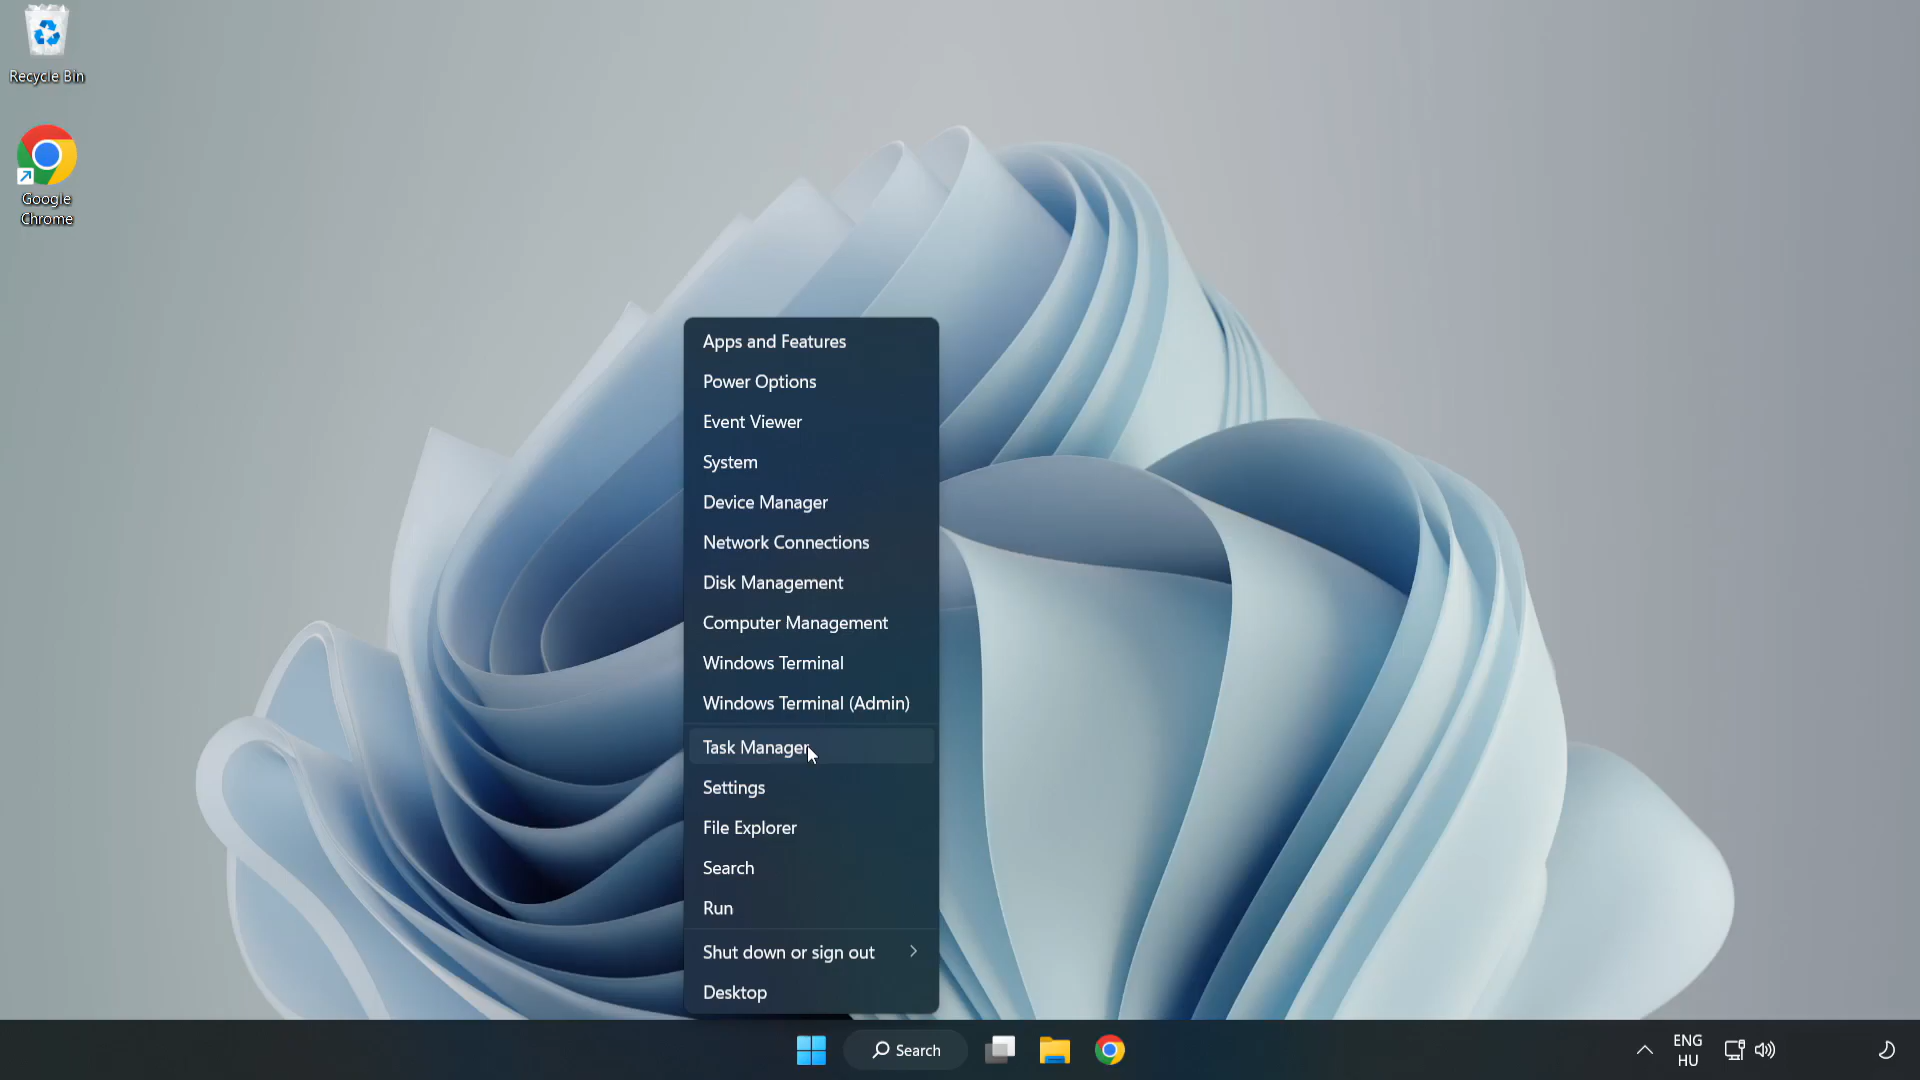 Recycle Bin
Google
Chrome
Apps and Features
Power Options
Event Viewer
System
Device Manager
Network Connections
Disk Management
Computer Management
Windows Terminal
Windows Terminal (Admin)
Task Manager
Settings
File Explorer
Search
Run
Shut down or sign out
Desktop
Search
ENG
HU